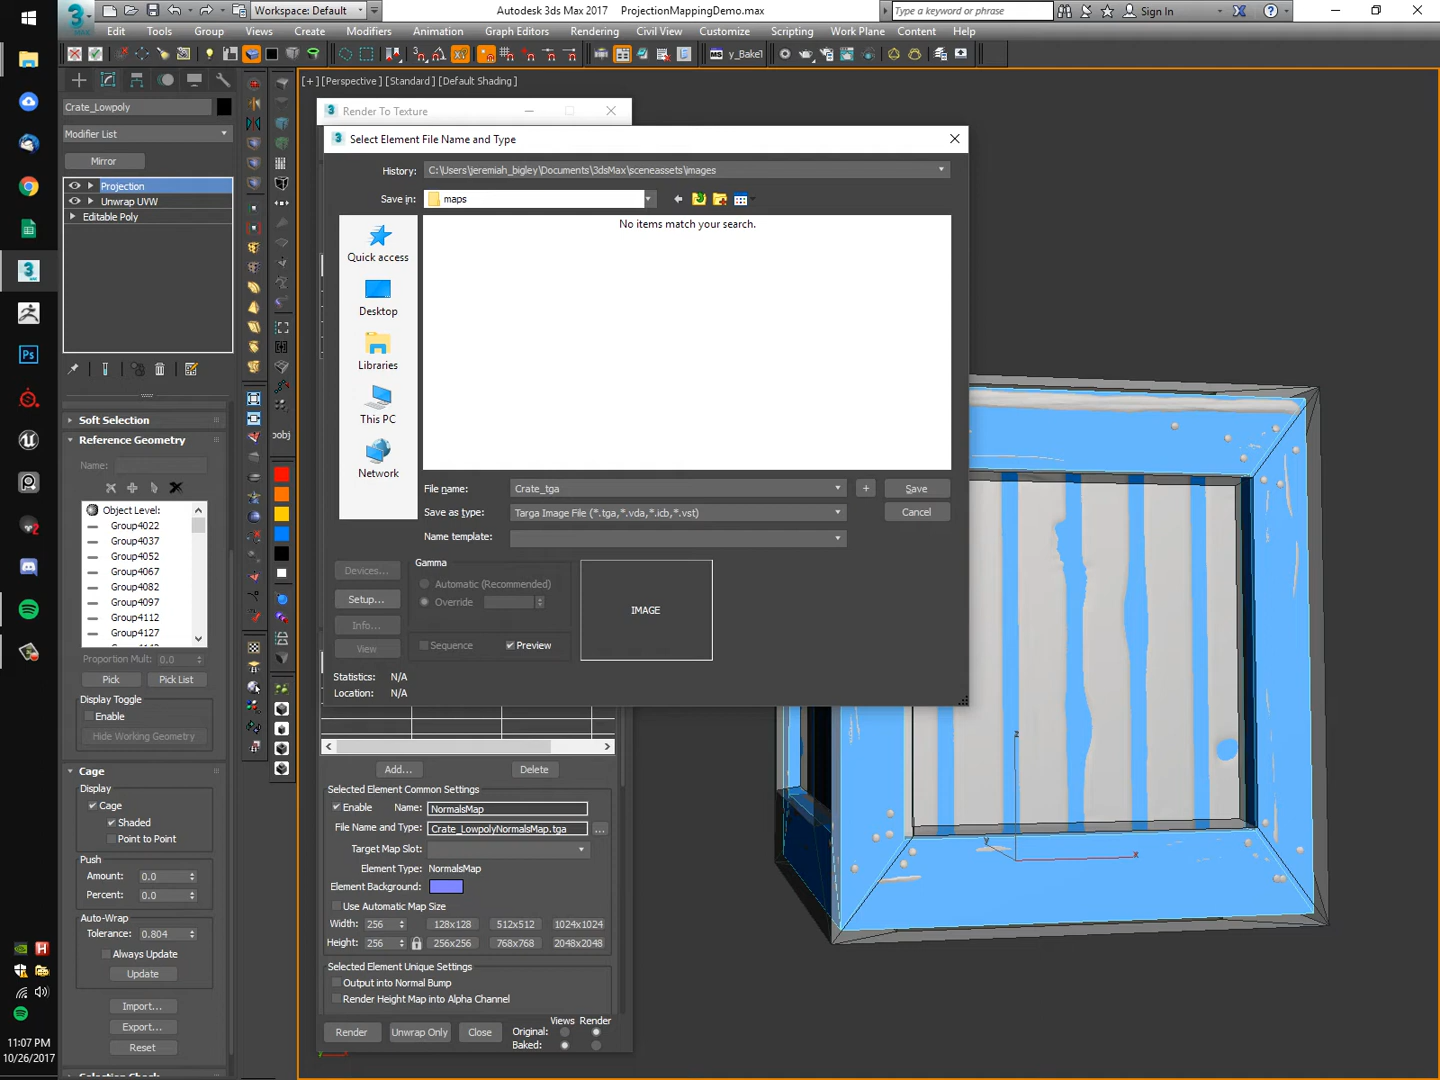 Workspace: Default
Autodesk 3ds Max 2017 ProjectionMappingDemo.max
Type a keyword or phrase
Sign In
Edit Tools Group Views Create Modifiers Animation Graph Editors Rendering Civil View Customize Scripting Work Plane Content Help
MS y_Bake1
[+] [Perspective] [Standard] [Default Shading]
Crate_Lowpoly
Modifier List
Mirror
Projection
Unwrap UVW
Editable Poly
Soft Selection
Reference Geometry
Name:
Object Level:
Group4022
Group4037
Group4052
Group4067
Group4082
Group4097
Group4112
Group4127
Proportion Mult: 0.0
Pick Pick List
Display Toggle
Enable
Hide Working Geometry
Cage
Display
Cage
Shaded
Point to Point
Push
Amount: 0.0
Percent: 0.0
Auto-Wrap
Tolerance: 0.804
Always Update
Update
Import...
Export...
Reset
Selection Check
Ps
11:07 PM
10/26/2017
Render To Texture
Select Element File Name and Type
History: C:\Users\jeremiah_bigley\Documents\3dsMax\sceneassets\images
Save in: maps
No items match your search.
Quick access
Desktop
Libraries
This PC
Network
File name: Crate_tga
+
Save
Save as type: Targa Image File (*.tga,*.vda,*.icb,*.vst)
Cancel
Name template:
Devices...
Setup...
Info...
View
Gamma
Automatic (Recommended)
Override
Sequence
Preview
IMAGE
Statistics: N/A
Location: N/A
Add... Delete
Selected Element Common Settings
Enable Name: NormalsMap
File Name and Type: Crate_LowpolyNormalsMap.tga ...
Target Map Slot:
Element Type: NormalsMap
Element Background:
Use Automatic Map Size
Width: 256 128x128 512x512 1024x1024
Height: 256 256x256 768x768 2048x2048
Selected Element Unique Settings
Output into Normal Bump
Render Height Map into Alpha Channel
Views Render
Render Unwrap Only Close Original:
Baked:
pobj
z
y
x